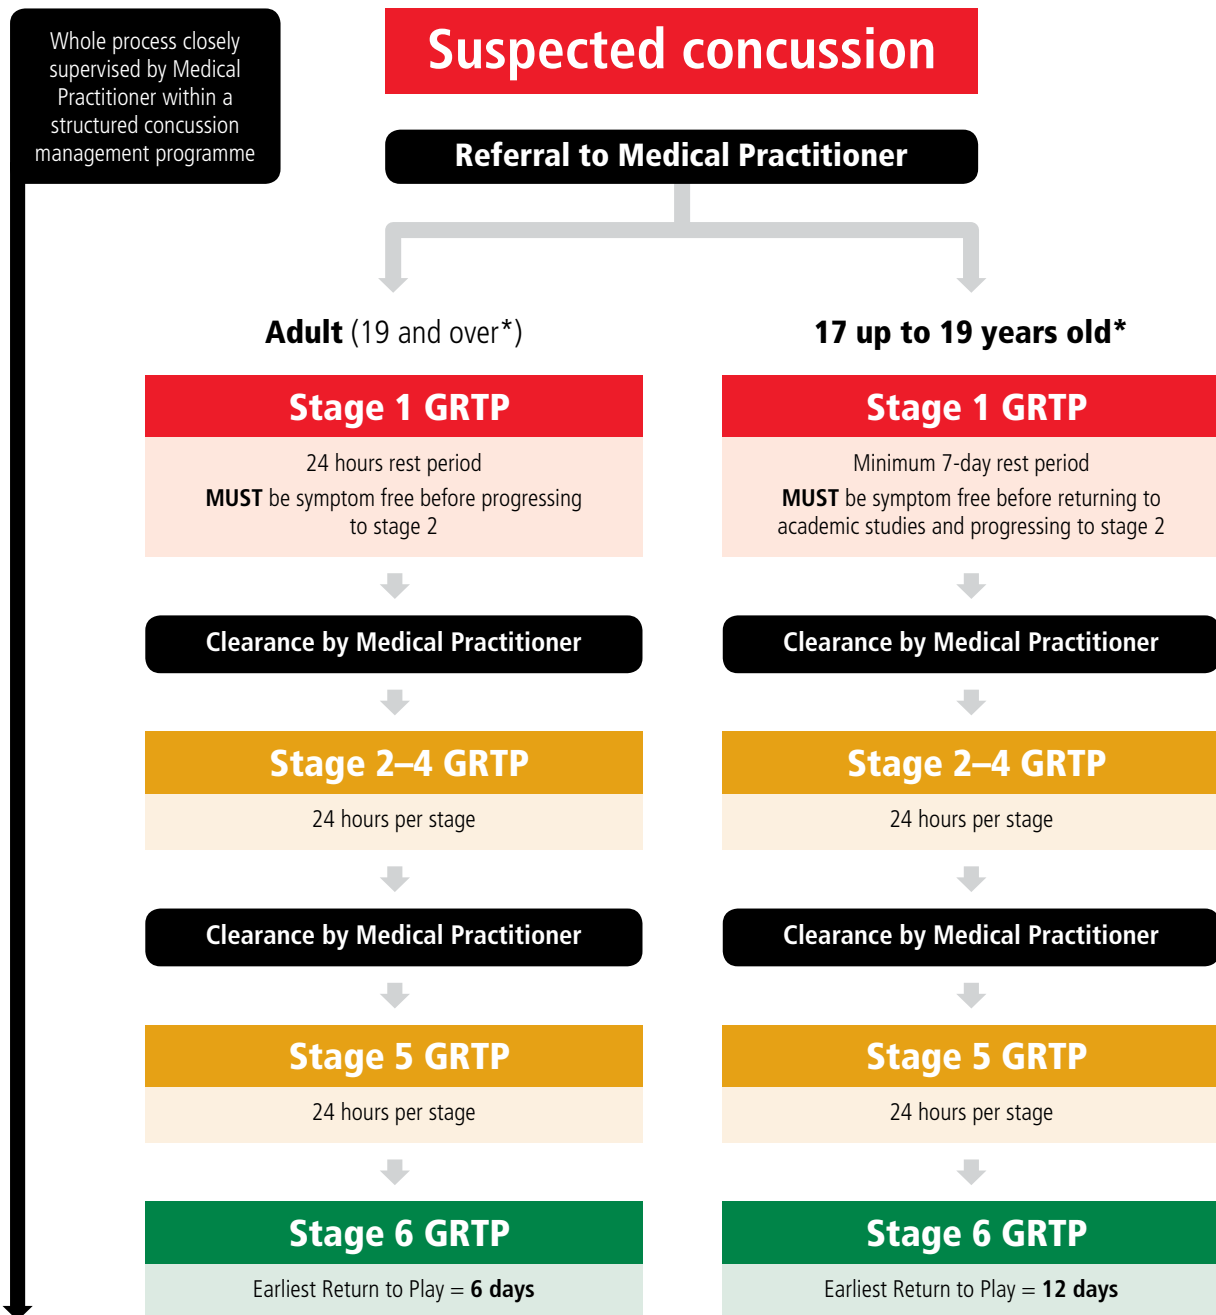 Whole process closely
supervised by Medical
Practitioner within a
structured concussion
management programme
Suspected concussion
Referral to Medical Practitioner
Adult (19 and over*)
Stage 1 GRTP
24 hours rest period
MUST be symptom free before progressing
to stage 2
Clearance by Medical Practitioner
Stage 2–4 GRTP
24 hours per stage
Clearance by Medical Practitioner
Stage 5 GRTP
24 hours per stage
Stage 6 GRTP
Earliest Return to Play = 6 days
17 up to 19 years old*
Stage 1 GRTP
Minimum 7-day rest period
MUST be symptom free before returning to
academic studies and progressing to stage 2
Clearance by Medical Practitioner
Stage 2–4 GRTP
24 hours per stage
Clearance by Medical Practitioner
Stage 5 GRTP
24 hours per stage
Stage 6 GRTP
Earliest Return to Play = 12 days